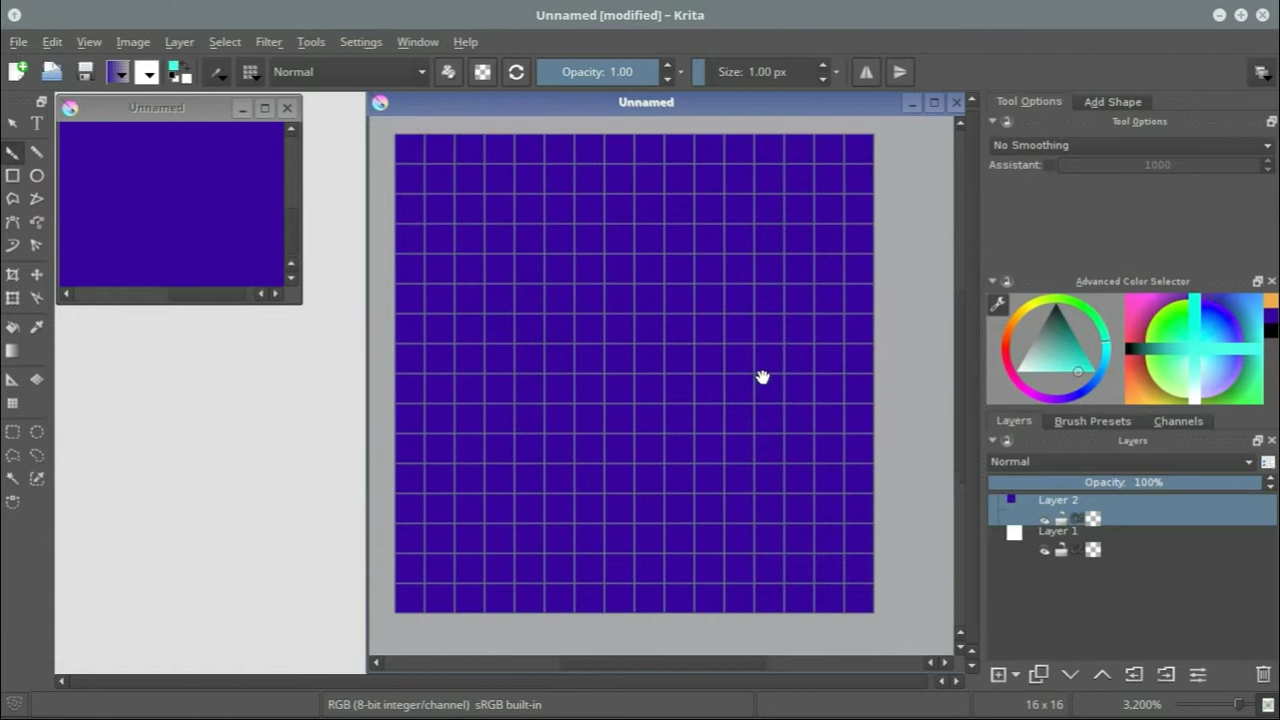 Unnamed [modified] – Krita
File Edit View Image Layer Select Filter Tools Settings Window Help
Normal Opacity: 1.00 Size: 1.00 px
Unnamed
Unnamed
Tool Options Add Shape
Tool Options
No Smoothing
Assistant: 1000
Advanced Color Selector
Layers Brush Presets Channels
Layers
Normal
Opacity: 100%
Layer 2
Layer 1
RGB (8-bit integer/channel) sRGB built-in 16 x 16 3,200%